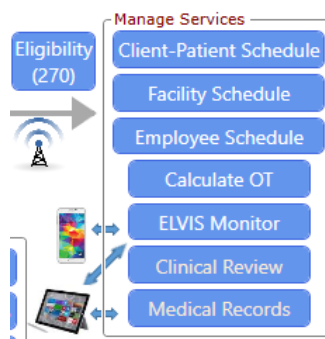 Manage Services
Eligibility
(270)
Client-Patient Schedule
Facility Schedule
Employee Schedule
Calculate OT
ELVIS Monitor
Clinical Review
Medical Records